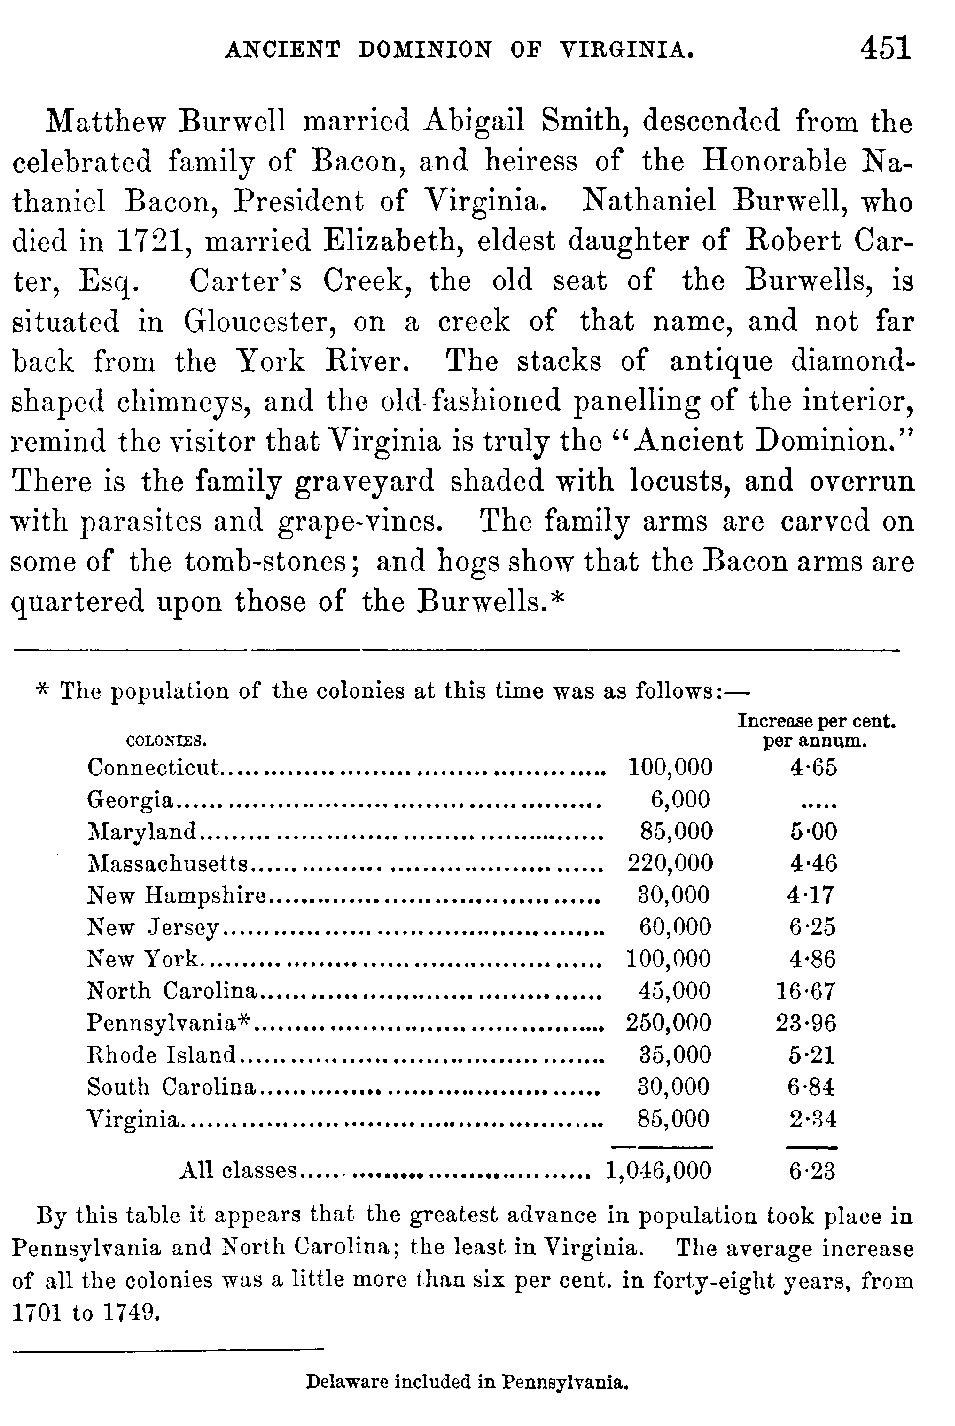 ANCIENT DOMINION OF VIRGINIA. 451
Matthew Burwell married Abigail Smith, descended from the
celebrated family of Bacon, and heiress of the Honorable Na-
thaniel Bacon, President of Virginia. Nathaniel Burwell, who
died in 1721, married Elizabeth, eldest daughter of Robert Car-
ter, Esq. Carter's Creek, the old seat of the Burwells, is
situated in Gloucester, on a creek of that name, and not far
back from the York River. The stacks of antique diamond-
shaped chimneys, and the old-fashioned panelling of the interior,
remind the visitor that Virginia is truly the "Ancient Dominion."
There is the family graveyard shaded with locusts, and overrun
with parasites and grape-vines. The family arms are carved on
some of the tomb-stones; and hogs show that the Bacon arms are
quartered upon those of the Burwells.*
* The population of the colonies at this time was as follows:—
Increase per cent.
COLONIES. per annum.
Connecticut........................................ 100,000 4·65
Georgia........................................ 6,000 .....
Maryland........................................ 85,000 5·00
Massachusetts........................................ 220,000 4·46
New Hampshire........................................ 30,000 4·17
New Jersey........................................ 60,000 6·25
New York........................................ 100,000 4·86
North Carolina........................................ 45,000 16·67
Pennsylvania*........................................ 250,000 23·96
Rhode Island........................................ 35,000 5·21
South Carolina........................................ 30,000 6·84
Virginia........................................ 85,000 2·34
All classes................................ 1,046,000 6·23
By this table it appears that the greatest advance in population took place in
Pennsylvania and North Carolina; the least in Virginia. The average increase
of all the colonies was a little more than six per cent. in forty-eight years, from
1701 to 1749.
Delaware included in Pennsylvania.